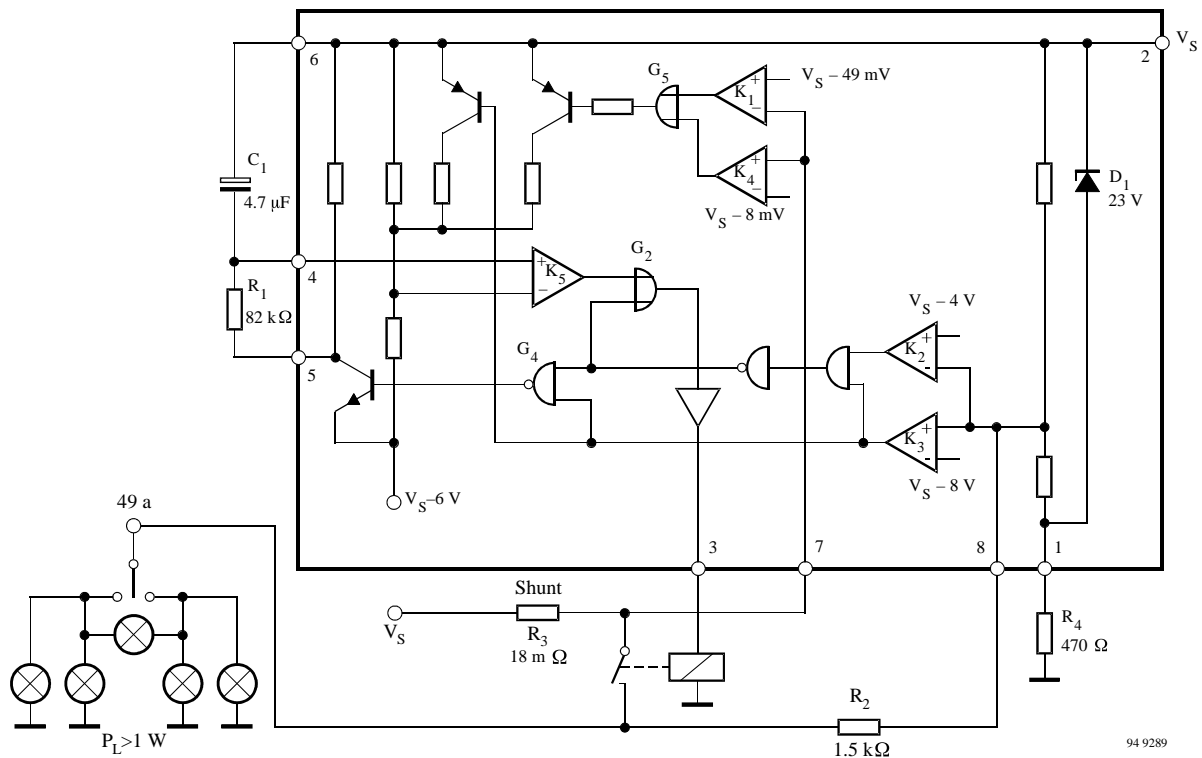 6
2
V_S
G_5
K_1
+
−
V_S − 49 mV
K_4
+
−
V_S − 8 mV
C_1
4.7 µF
D_1
23 V
4
R_1
82 kΩ
K_5
+
−
G_2
V_S − 4 V
K_2
+
-
G_4
5
K_3
+
-
V_S − 8 V
V_S−6 V
49 a
3
7
8
1
Shunt
V_S
R_3
18 m Ω
R_4
470 Ω
R_2
1.5 kΩ
P_L>1 W
94 9289